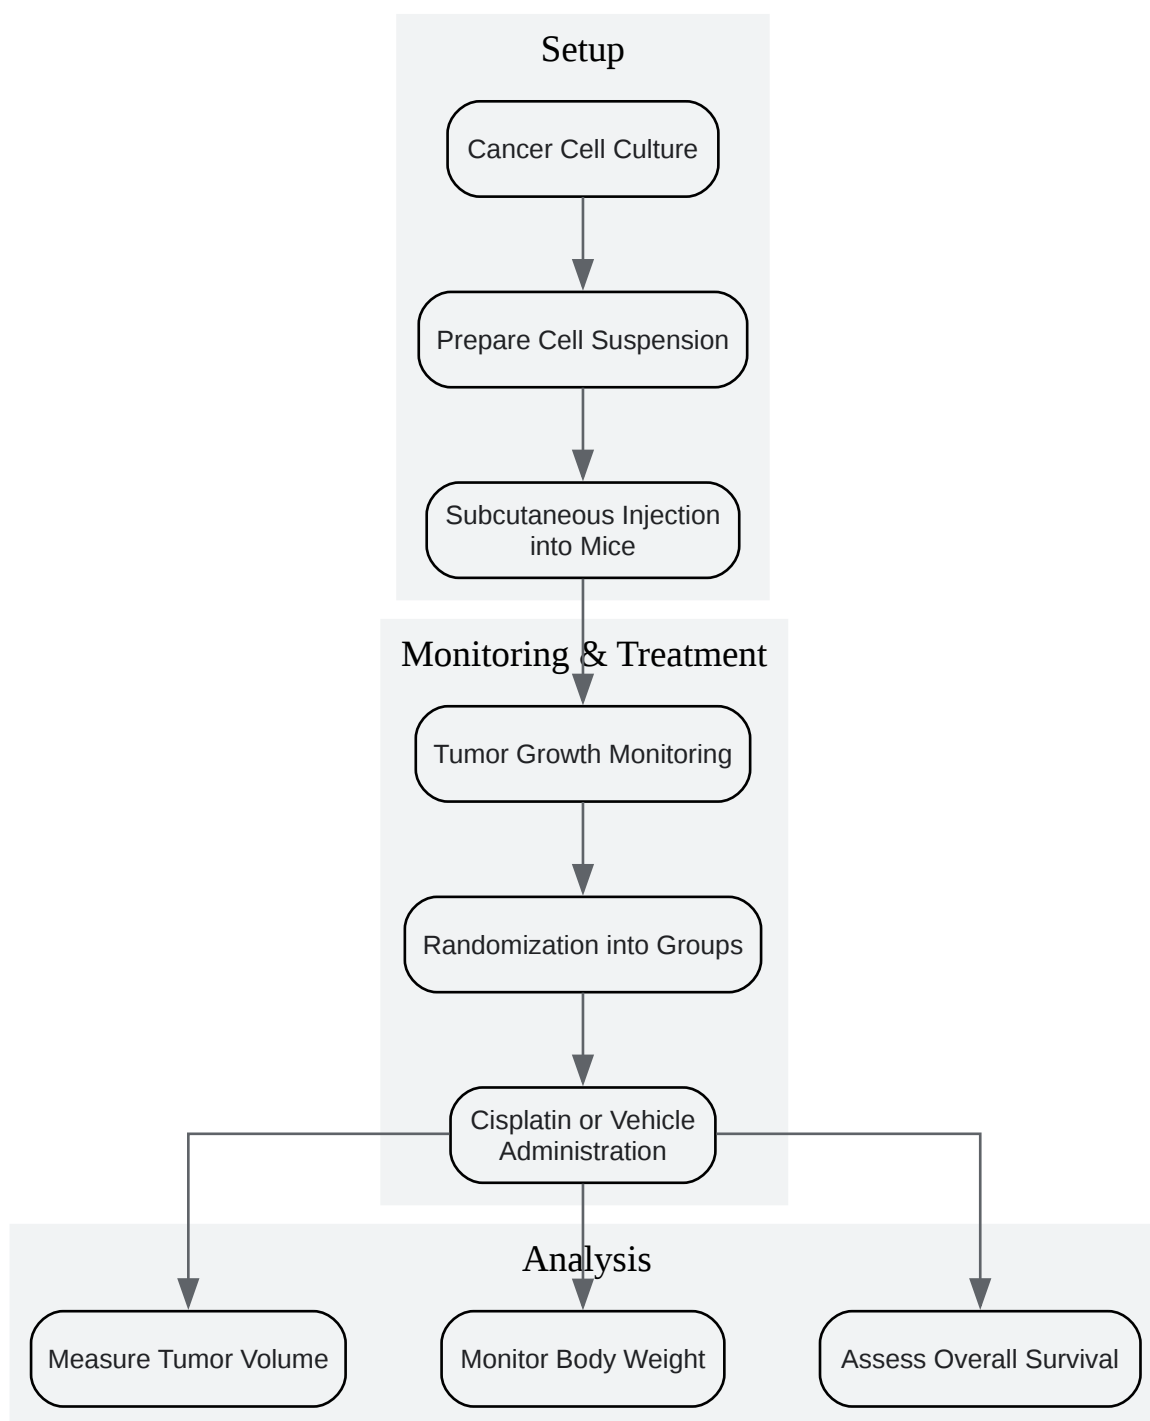 Setup
Cancer Cell Culture
Prepare Cell Suspension
Subcutaneous Injection
into Mice
Monitoring & Treatment
Tumor Growth Monitoring
Randomization into Groups
Cisplatin or Vehicle
Administration
Analysis
Measure Tumor Volume
Monitor Body Weight
Assess Overall Survival